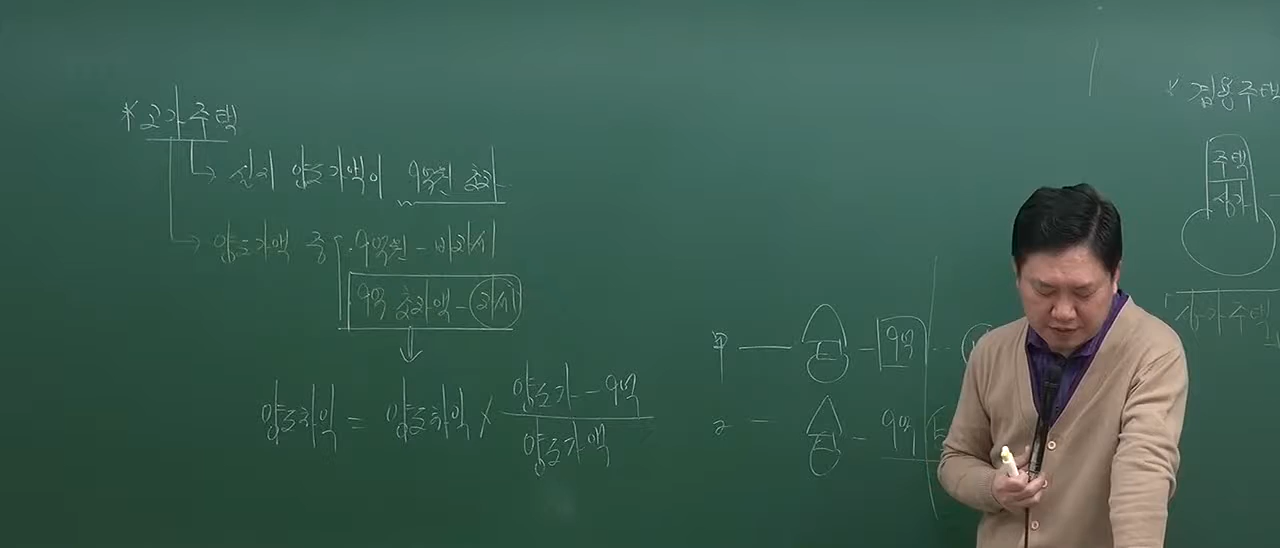 * 고가주택
→ 실지 양도가액이 9억원 초과
→ 양도가액 중 · 9억원 - 비과세
9억 초과액 - 과세
양도차익 = 양도차익 × 양도가 - 9억
양도가액
甲 — 9억
乙 - 9억
* 겸용주택
주택
상가
상가주택